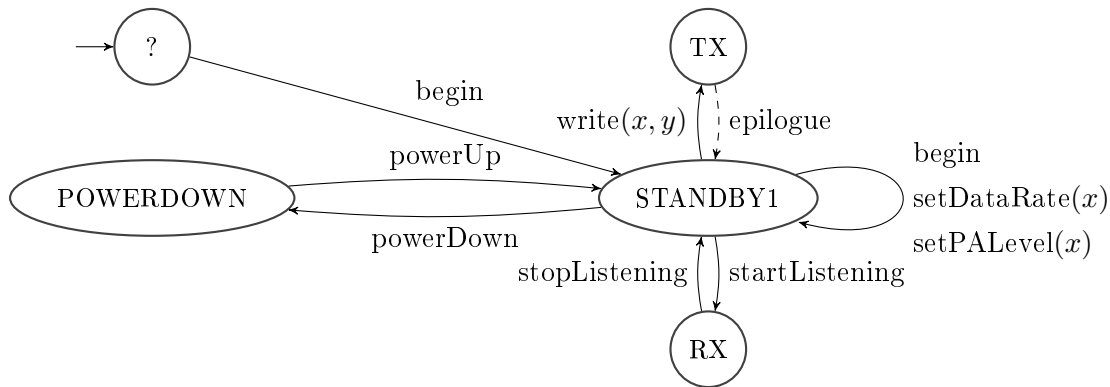 ?
TX
begin
write(x, y)
epilogue
powerUp
begin
POWERDOWN
STANDBY1
setDataRate(x)
powerDown
setPALevel(x)
stopListening
startListening
RX